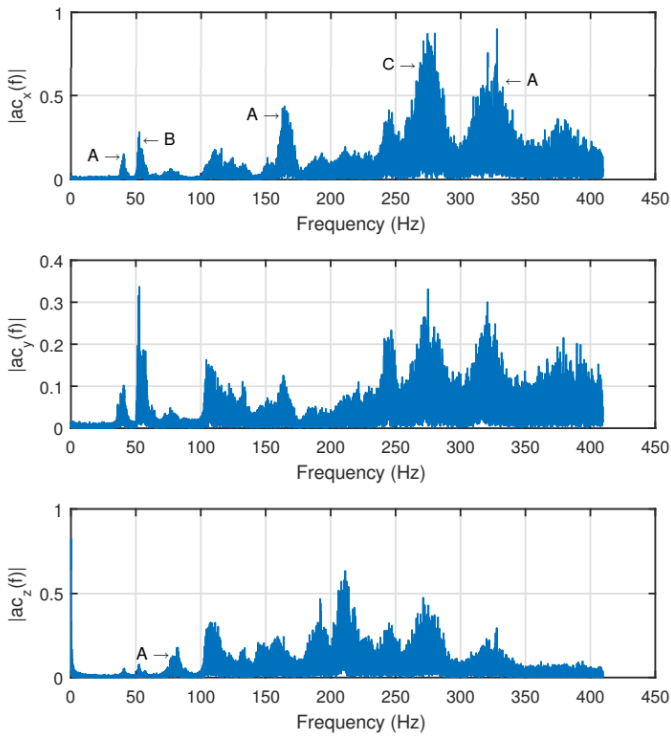 |ac_x(f)|
1
0.5
0
A →
← B
A →
C →
← A
0 50 100 150 200 250 300 350 400 450
Frequency (Hz)
|ac_y(f)|
0.4
0.3
0.2
0.1
0
0 50 100 150 200 250 300 350 400 450
Frequency (Hz)
|ac_z(f)|
1
0.5
0
A →
0 50 100 150 200 250 300 350 400 450
Frequency (Hz)